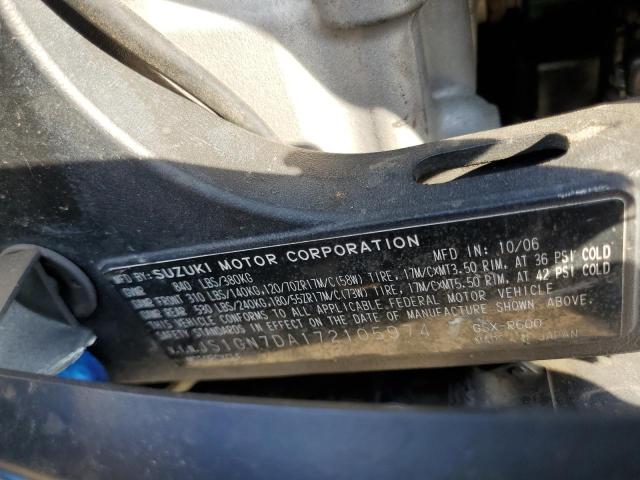 MFD BY: SUZUKI MOTOR CORPORATION MFD IN: 10/06
GVWR 840 LBS/380KG
GAWR FRONT 310 LBS/140KG, 120/70ZR17M/C(58W) TIRE, 17M/CXMT3.50 RIM, AT 36 PSI COLD
GAWR REAR 530 LBS/240KG, 180/55ZR17M/C(73W) TIRE, 17M/CXMT5.50 RIM, AT 42 PSI COLD
THIS VEHICLE CONFORMS TO ALL APPLICABLE FEDERAL MOTOR VEHICLE
SAFETY STANDARDS IN EFFECT ON THE DATE OF MANUFACTURE SHOWN ABOVE.
V.I.N. JS1GN7DA172105974 GSX-R600
MADE IN JAPAN